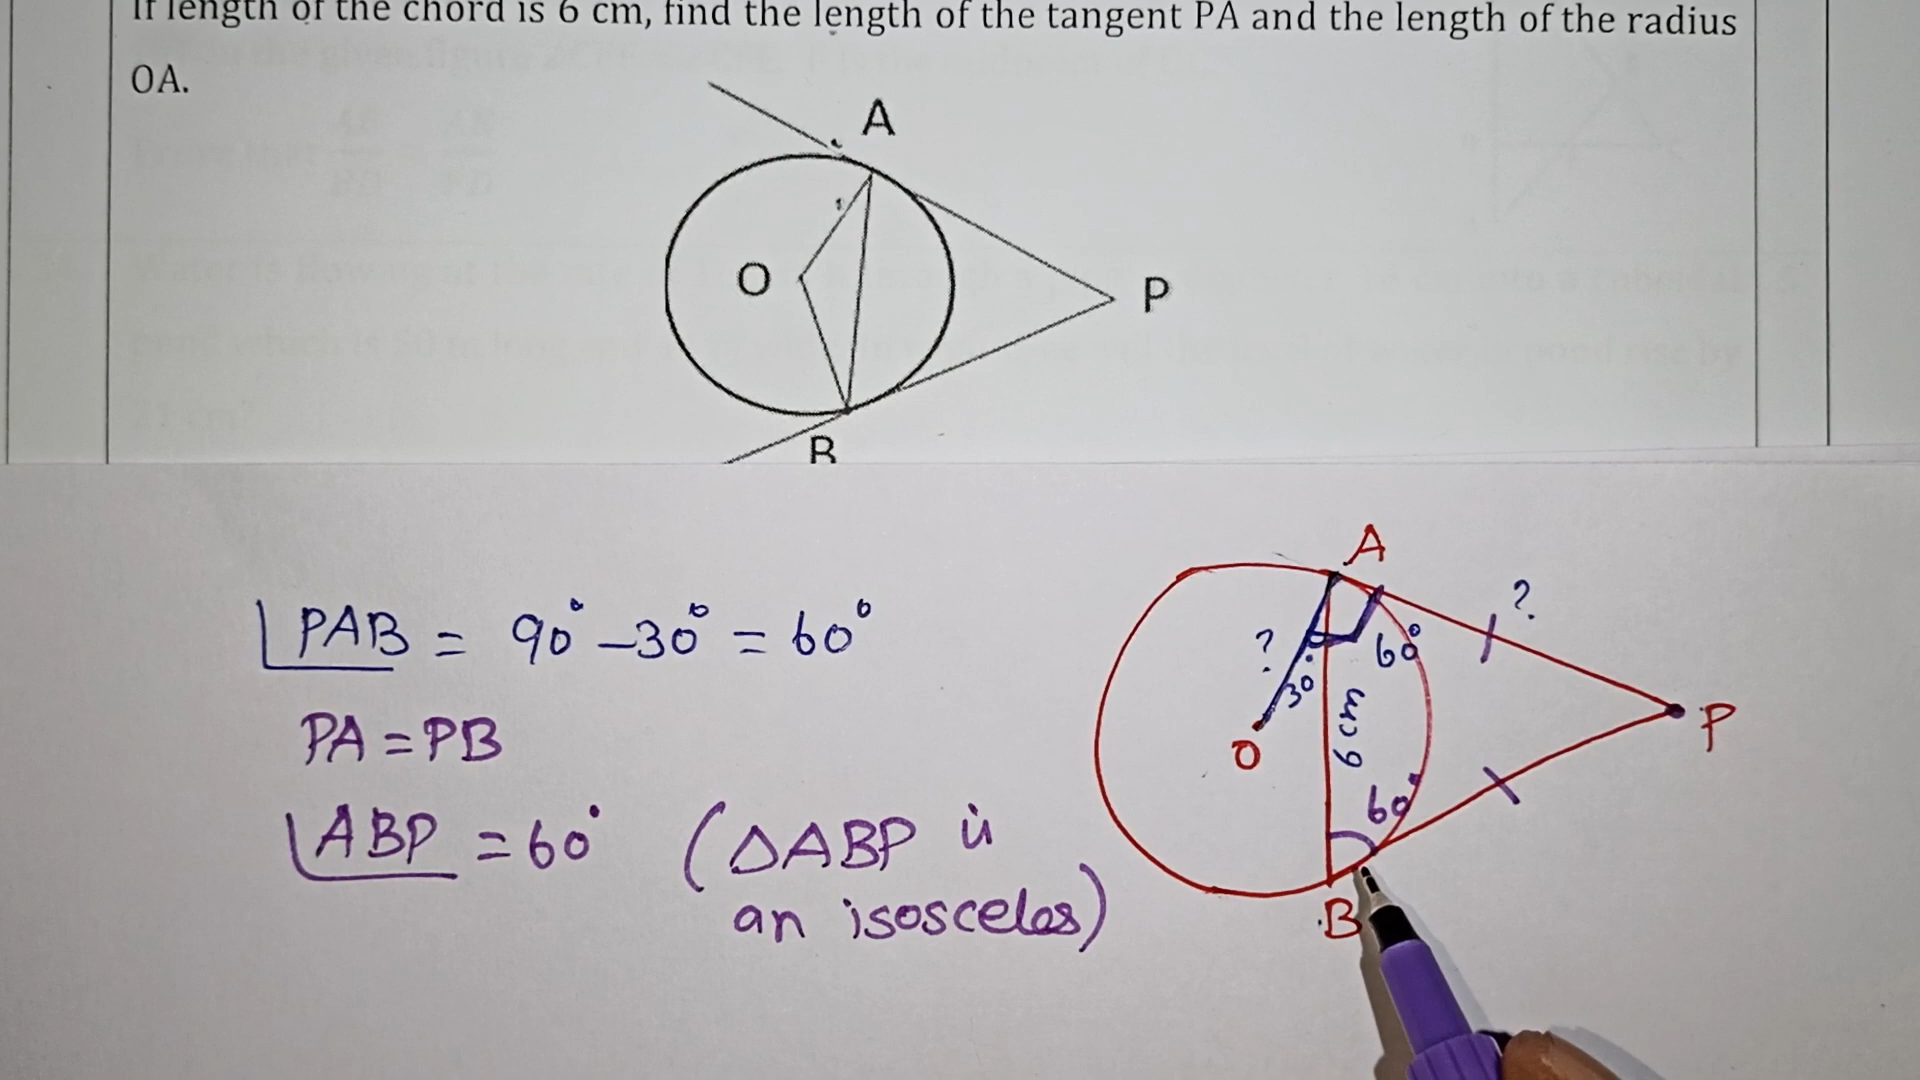 If length of the chord is 6 cm, find the length of the tangent PA and the length of the radius
OA.
A
O
P
B
∠PAB = 90° – 30° = 60°
PA = PB
∠ABP = 60° (△ABP is
an isosceles)
A
?
?
60°
30°
6 cm
O
P
60°
B